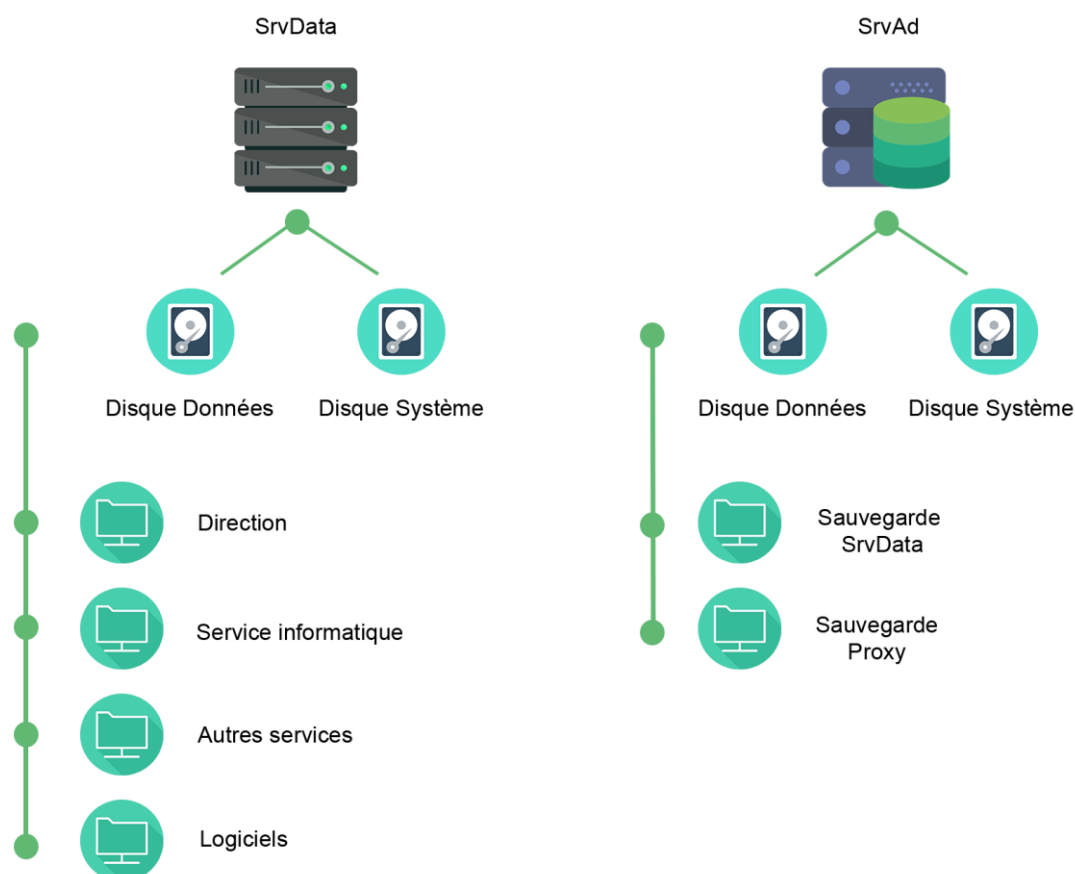 SrvData
SrvAd
Disque Données
Disque Système
Disque Données
Disque Système
Direction
Service informatique
Autres services
Logiciels
Sauvegarde
SrvData
Sauvegarde
Proxy